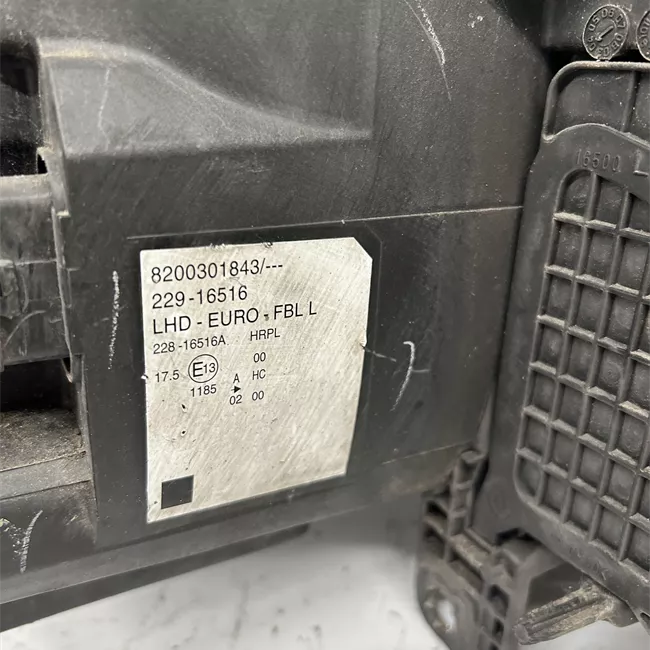 8200301843/---
229-16516
LHD - EURO - FBL L
228-16516A HRPL
00
17.5 E13 A HC
1185 02 00
16500 L